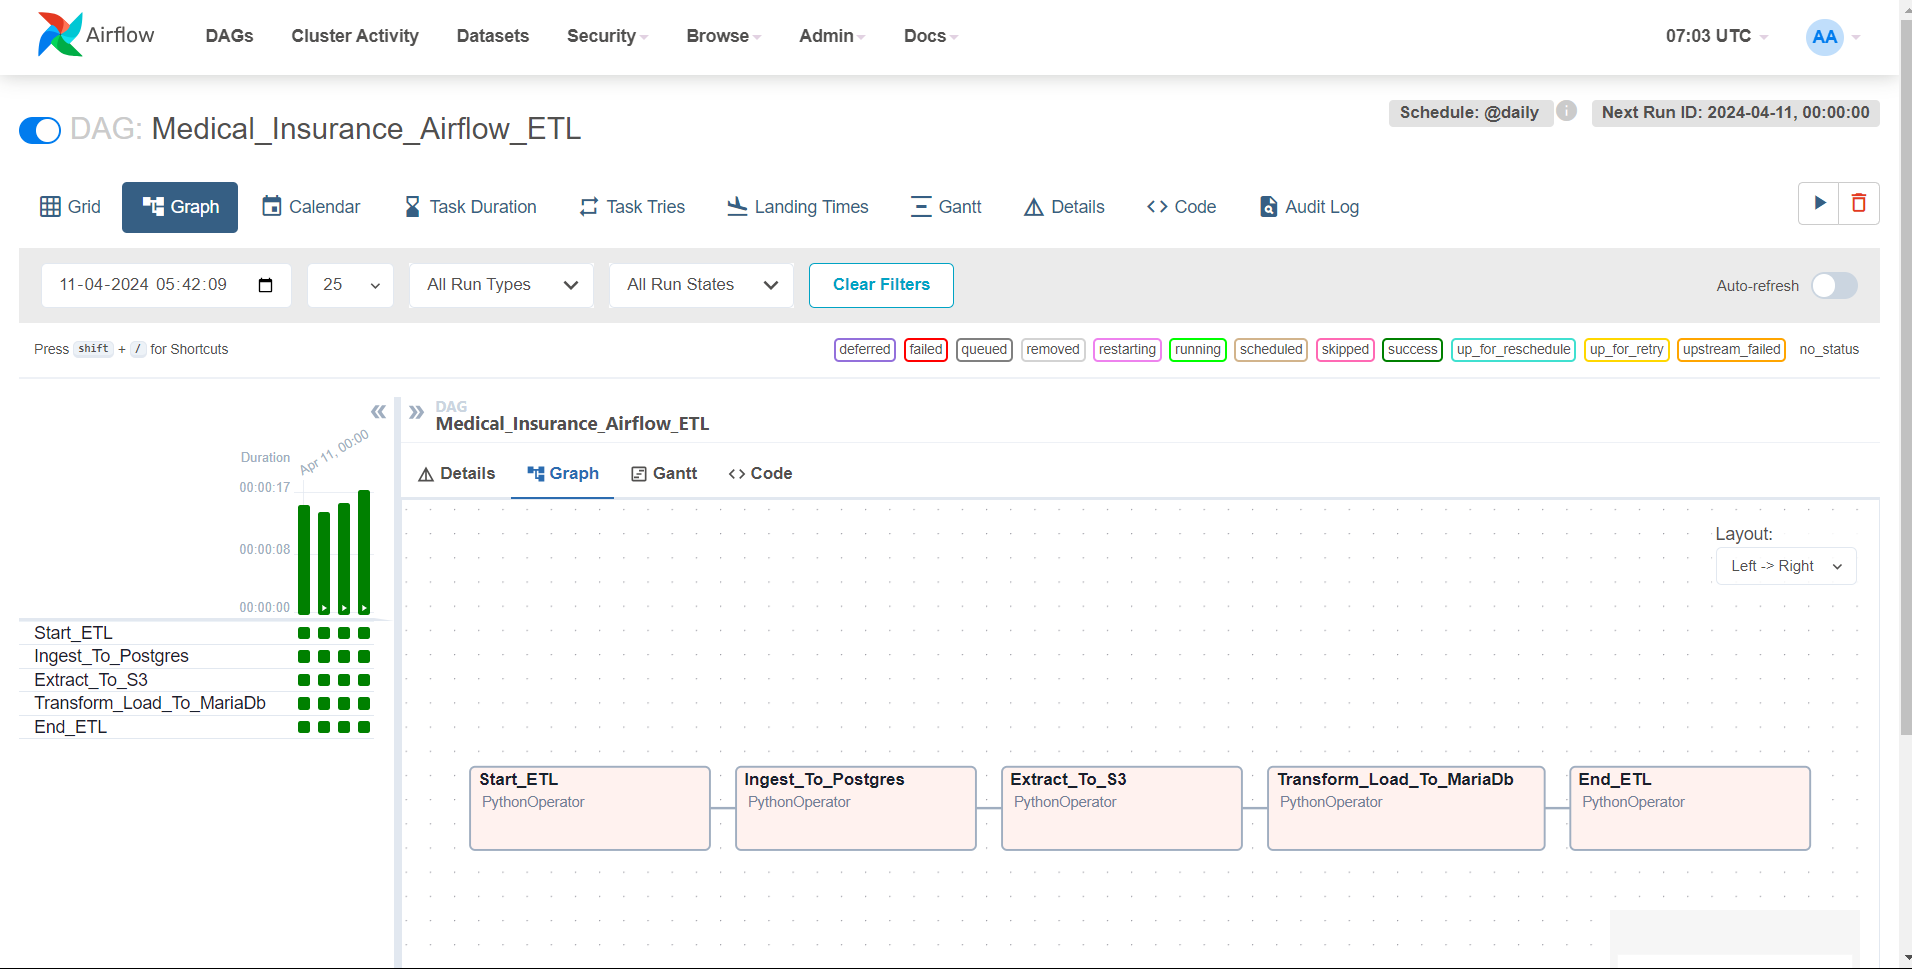 Airflow DAGs Cluster Activity Datasets Security Browse Admin Docs 07:03 UTC AA
Schedule: @daily i Next Run ID: 2024-04-11, 00:00:00
DAG: Medical_Insurance_Airflow_ETL
Grid Graph Calendar Task Duration Task Tries Landing Times Gantt Details <> Code Audit Log
11-04-2024 05:42:09 25 All Run Types All Run States Clear Filters Auto-refresh
Press shift + / for Shortcuts deferred failed queued removed restarting running scheduled skipped success up_for_reschedule up_for_retry upstream_failed no_status
Duration
Apr 11, 00:00
00:00:17
00:00:08
00:00:00
Start_ETL
Ingest_To_Postgres
Extract_To_S3
Transform_Load_To_MariaDb
End_ETL
DAG
Medical_Insurance_Airflow_ETL
Details Graph Gantt <> Code
Layout:
Left -> Right
Start_ETL
PythonOperator
Ingest_To_Postgres
PythonOperator
Extract_To_S3
PythonOperator
Transform_Load_To_MariaDb
PythonOperator
End_ETL
PythonOperator